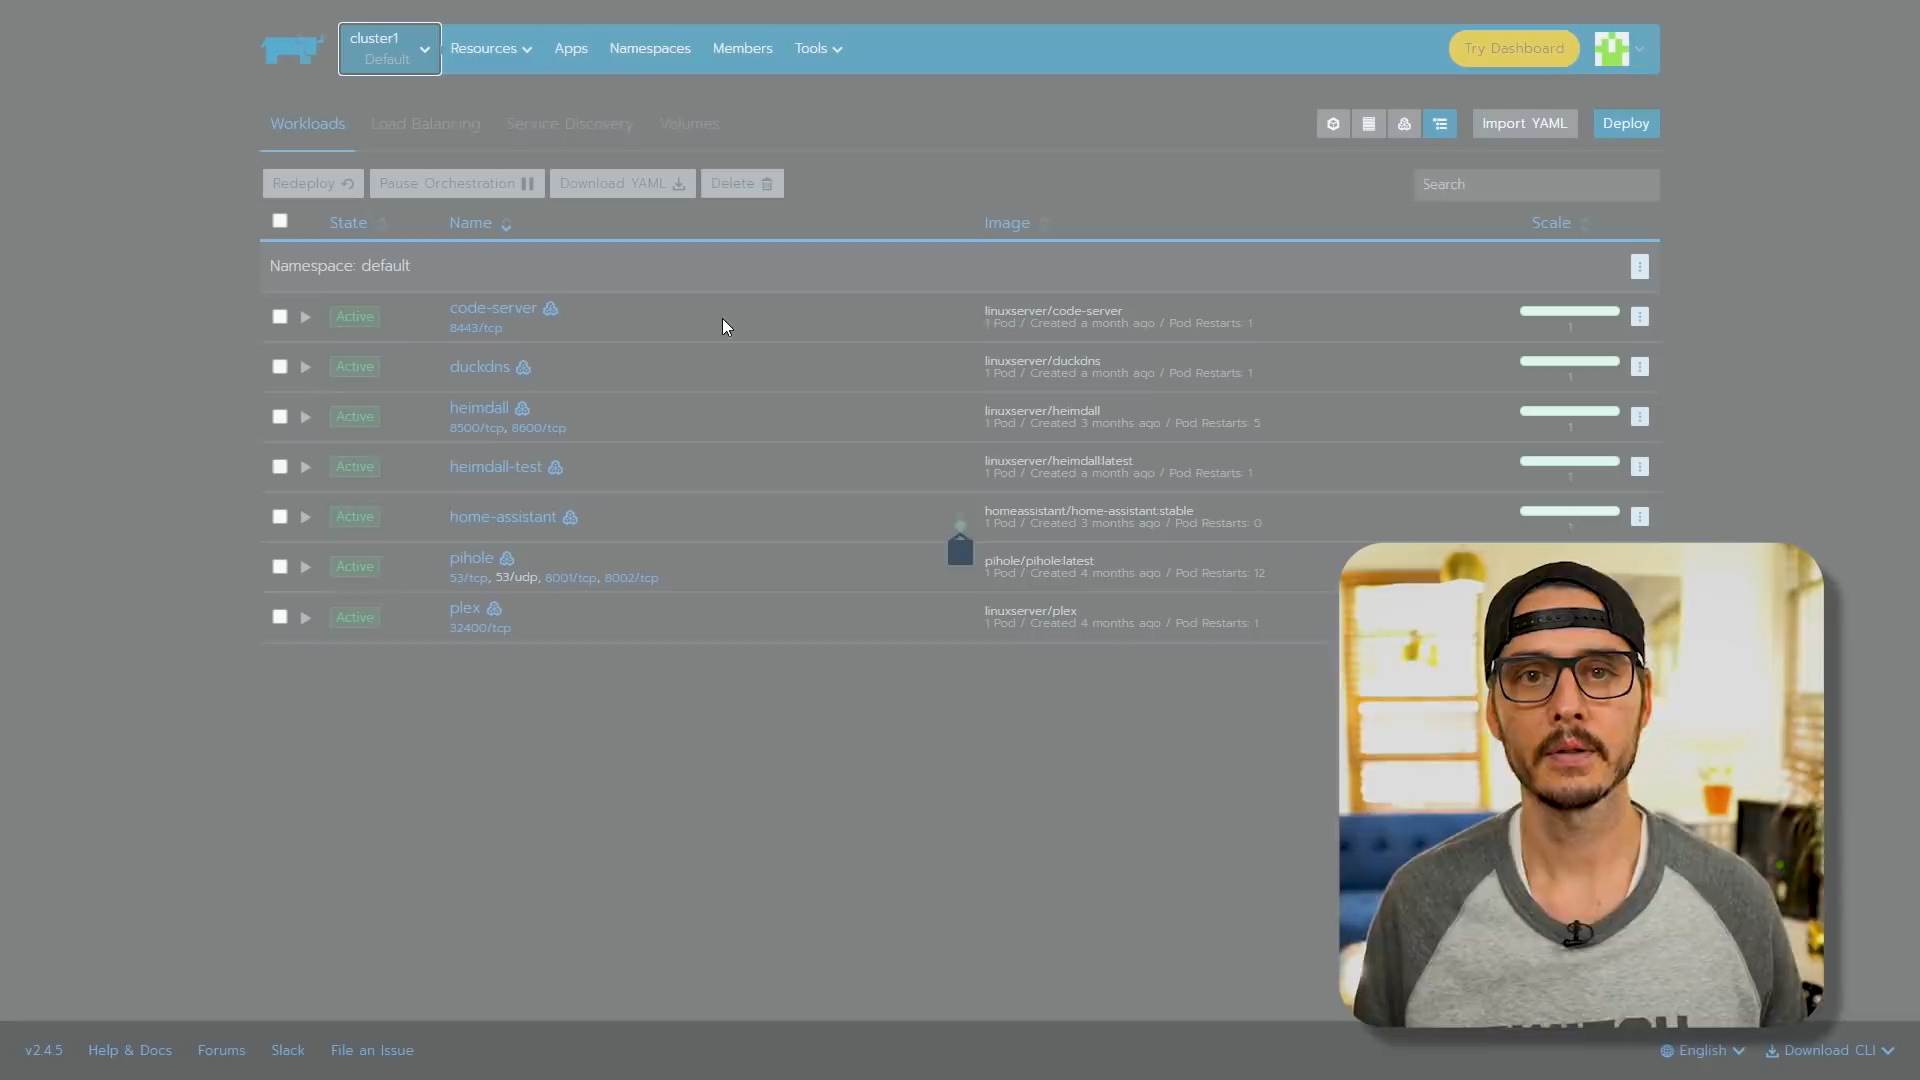 cluster1
Default
Resources
Apps
Namespaces
Members
Tools
Try Dashboard
Workloads
Load Balancing
Service Discovery
Volumes
Import YAML
Deploy
Redeploy
Pause Orchestration
Download YAML
Delete
Search
State
Name
Image
Scale
Namespace: default
Active
code-server
8443/tcp
linuxserver/code-server
1 Pod / Created a month ago / Pod Restarts: 1
1
Active
duckdns
linuxserver/duckdns
1 Pod / Created a month ago / Pod Restarts: 1
1
Active
heimdall
8500/tcp, 8600/tcp
linuxserver/heimdall
1 Pod / Created 3 months ago / Pod Restarts: 5
1
Active
heimdall-test
linuxserver/heimdall:latest
1 Pod / Created a month ago / Pod Restarts: 1
1
Active
home-assistant
homeassistant/home-assistant:stable
1 Pod / Created 3 months ago / Pod Restarts: 0
1
Active
pihole
53/tcp, 53/udp, 8001/tcp, 8002/tcp
pihole/pihole:latest
1 Pod / Created 4 months ago / Pod Restarts: 12
Active
plex
32400/tcp
linuxserver/plex
1 Pod / Created 4 months ago / Pod Restarts: 1
v2.4.5
Help & Docs
Forums
Slack
File an Issue
English
Download CLI